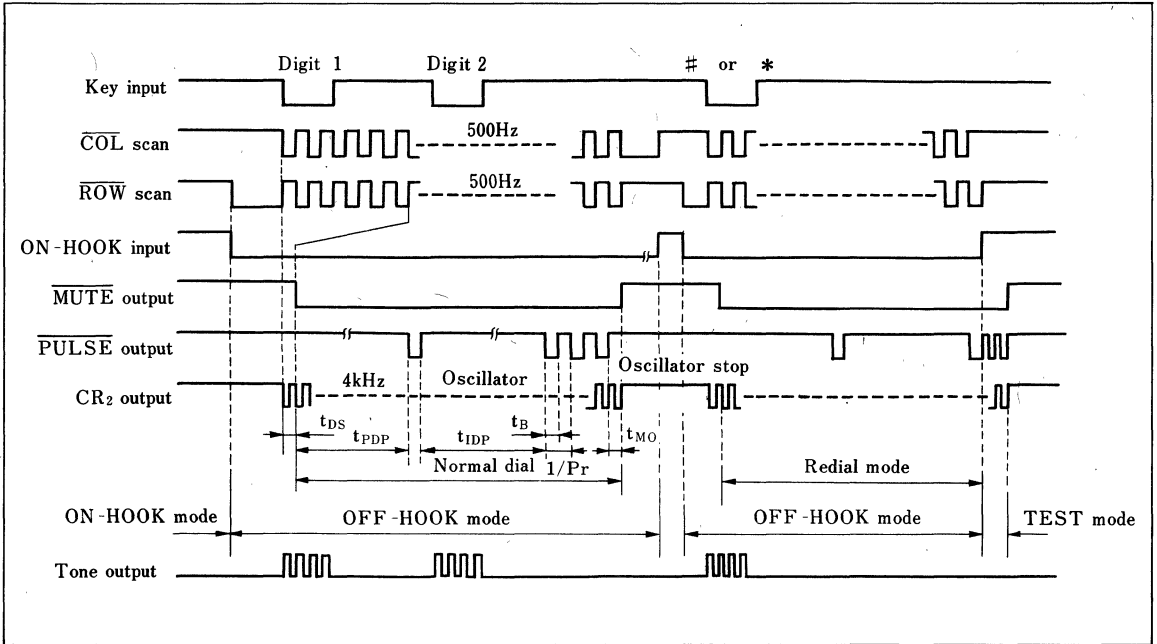 Digit 1 Digit 2 # or *
Key input
COL scan 500Hz
ROW scan 500Hz
ON-HOOK input
MUTE output
PULSE output
Oscillator stop
CR2 output 4kHz Oscillator
tDS tPDP tIDP tB tMO
Normal dial 1/Pr Redial mode
ON-HOOK mode OFF-HOOK mode OFF-HOOK mode TEST mode
Tone output